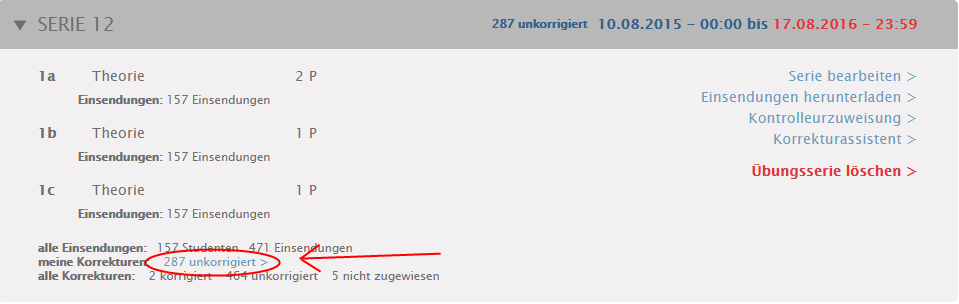 SERIE 12 287 unkorrigiert 10.08.2015 – 00:00 bis 17.08.2016 – 23:59
1a Theorie 2 P
Einsendungen: 157 Einsendungen
1b Theorie 1 P
Einsendungen: 157 Einsendungen
1c Theorie 1 P
Einsendungen: 157 Einsendungen
Serie bearbeiten >
Einsendungen herunterladen >
Kontrolleurzuweisung >
Korrekturassistent >
Übungsserie löschen >
alle Einsendungen: 157 Studenten 471 Einsendungen
meine Korrekturen: 287 unkorrigiert >
alle Korrekturen: 2 korrigiert 464 unkorrigiert 5 nicht zugewiesen